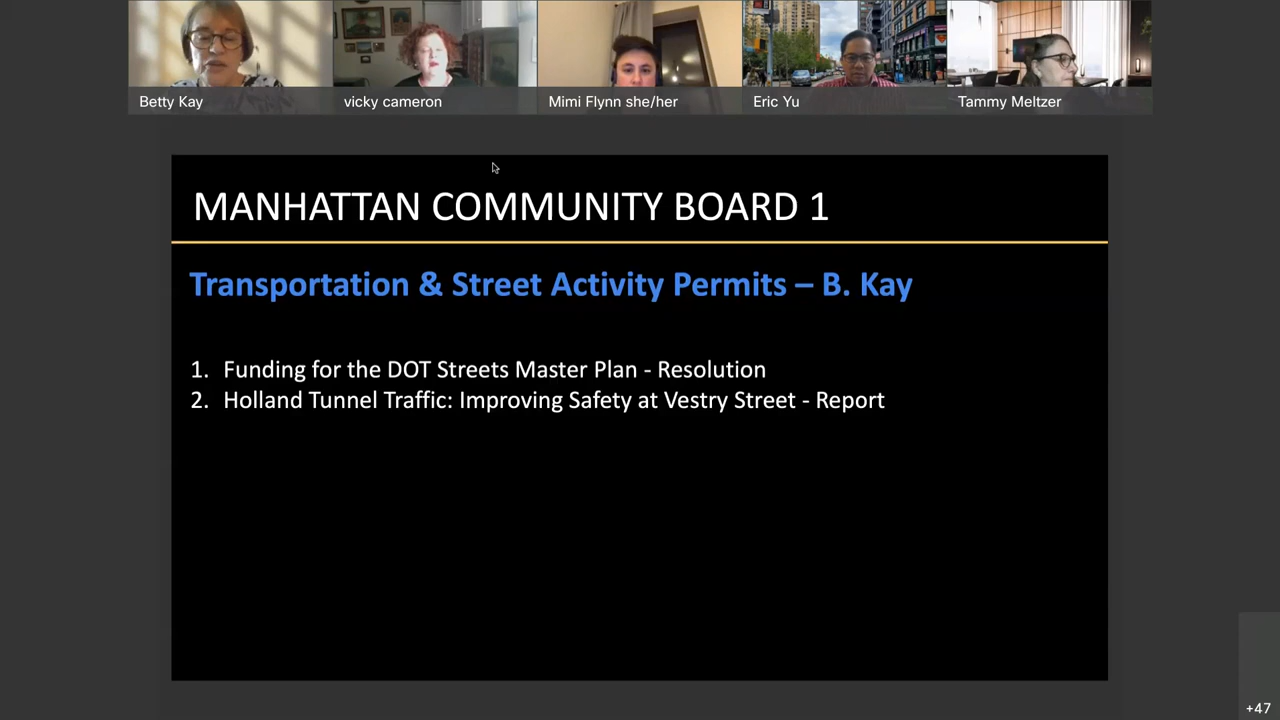 Betty Kay
vicky cameron
Mimi Flynn she/her
Eric Yu
Tammy Meltzer
MANHATTAN COMMUNITY BOARD 1
Transportation & Street Activity Permits – B. Kay
1. Funding for the DOT Streets Master Plan - Resolution
2. Holland Tunnel Traffic: Improving Safety at Vestry Street - Report
+47